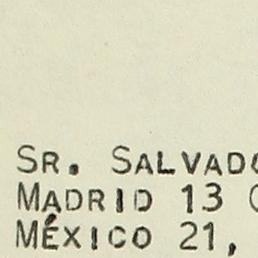 SR. SALVADO
MADRID 13
MÉXICO 21,